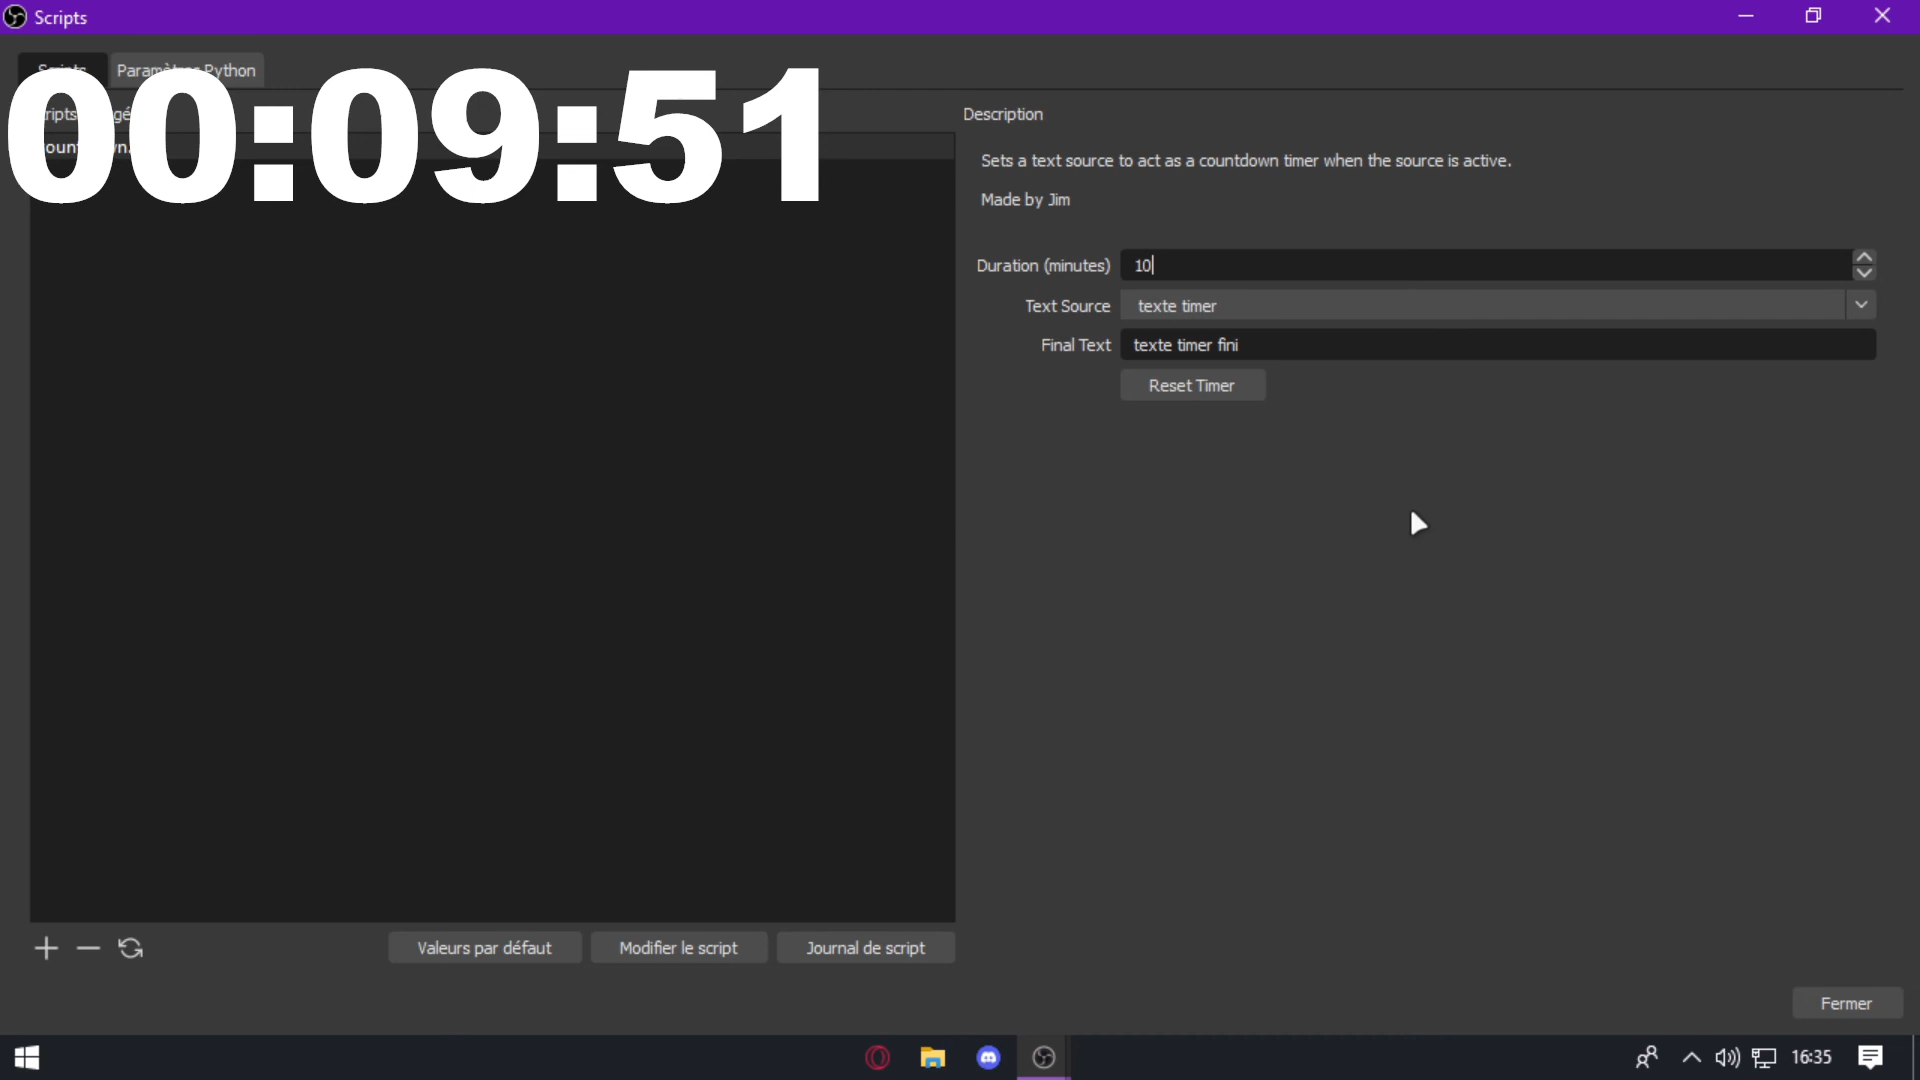 Scripts
Paramètres Python
00:09:51
Description
Sets a text source to act as a countdown timer when the source is active.
Made by Jim
Duration (minutes) 10
Text Source texte timer
Final Text texte timer fini
Reset Timer
Valeurs par défaut Modifier le script Journal de script
Fermer
16:35